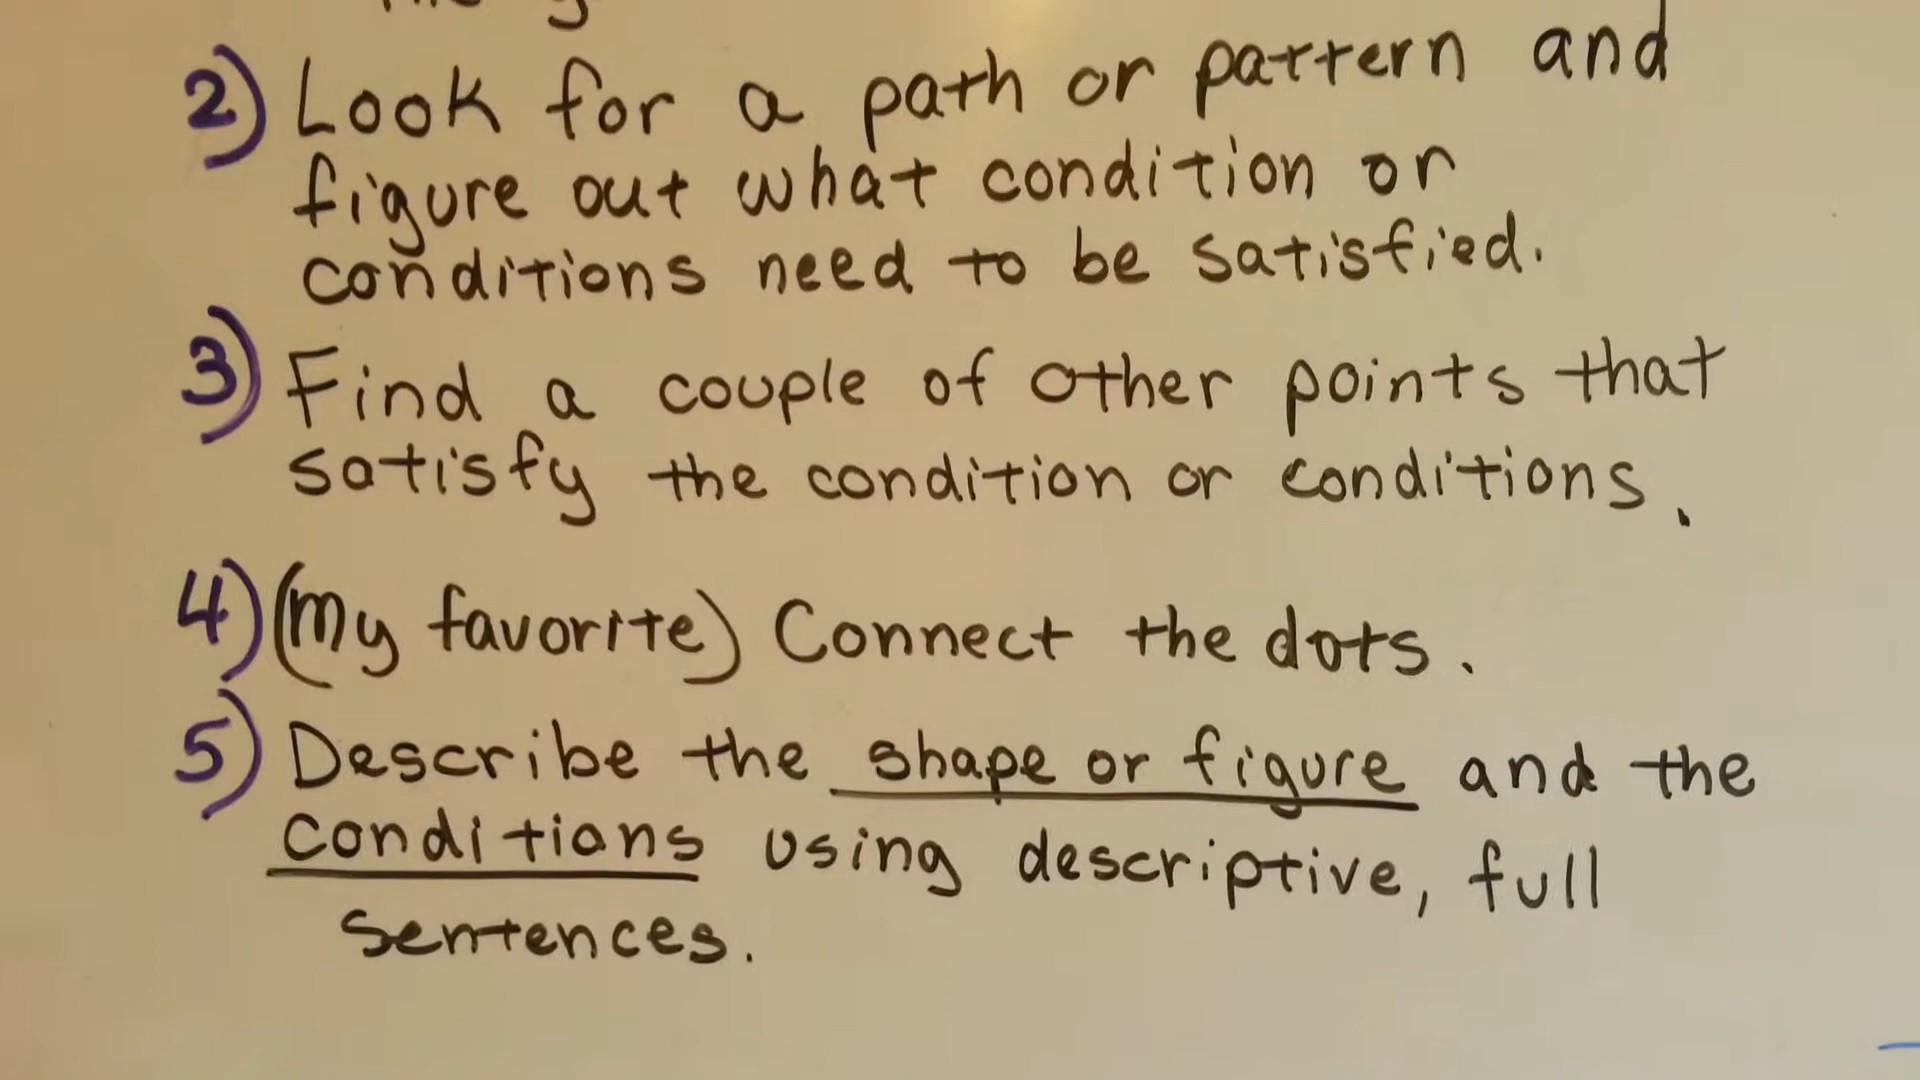 2) Look for a path or pattern and
figure out what condition or
conditions need to be satisfied.
3) Find a couple of other points that
satisfy the condition or conditions.
4) (my favorite) Connect the dots.
5) Describe the shape or figure and the
conditions using descriptive, full
sentences.